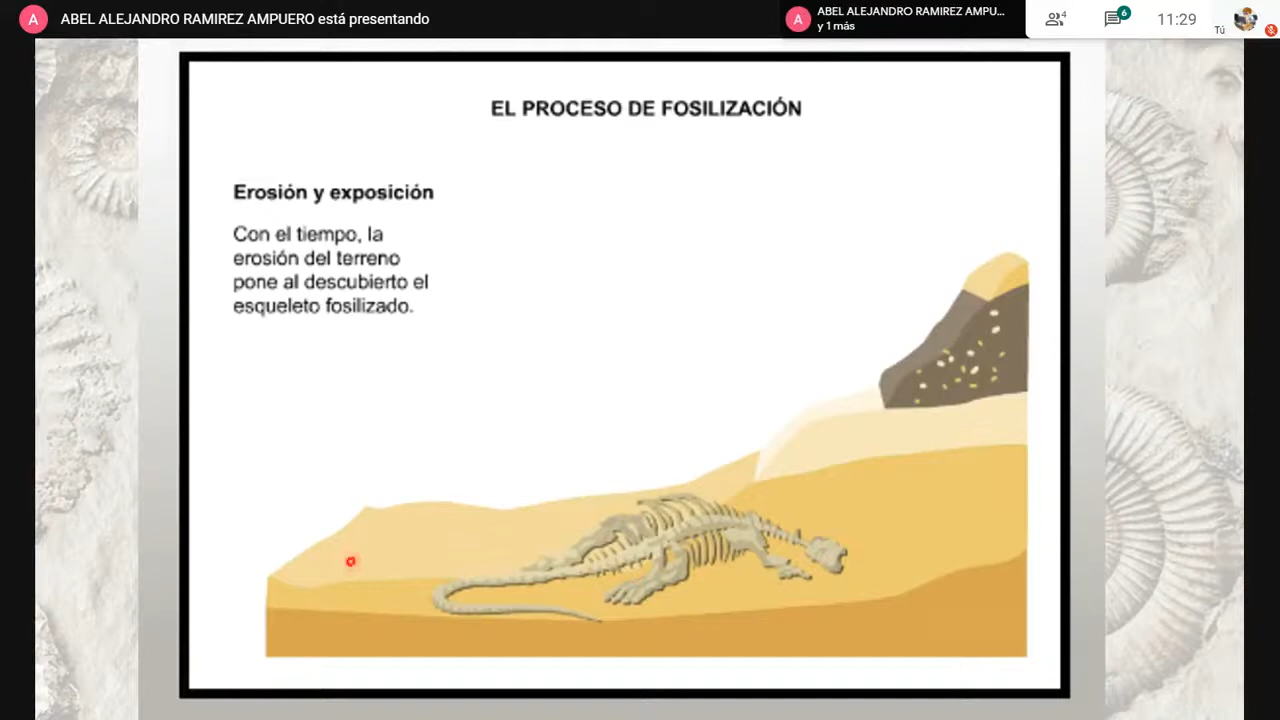 A
ABEL ALEJANDRO RAMIREZ AMPUERO está presentando
A
ABEL ALEJANDRO RAMIREZ AMPU...
y 1 más
4
6
11:29
Tú
EL PROCESO DE FOSILIZACIÓN
Erosión y exposición
Con el tiempo, la
erosión del terreno
pone al descubierto el
esqueleto fosilizado.